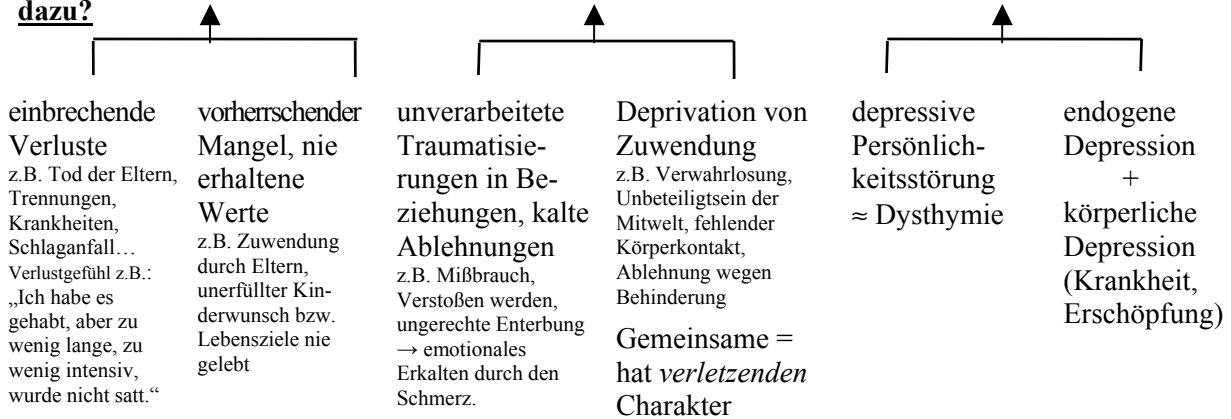 dazu?
einbrechende
Verluste
z.B. Tod der Eltern,
Trennungen,
Krankheiten,
Schlaganfall…
Verlustgefühl z.B.:
„Ich habe es
gehabt, aber zu
wenig lange, zu
wenig intensiv,
wurde nicht satt.“
vorherrschender
Mangel, nie
erhaltene
Werte
z.B. Zuwendung
durch Eltern,
unerfüllter Kin-
derwunsch bzw.
Lebensziele nie
gelebt
unverarbeitete
Traumatisie-
rungen in Be-
ziehungen, kalte
Ablehnungen
z.B. Mißbrauch,
Verstoßen werden,
ungerechte Enterbung
→ emotionales
Erkalten durch den
Schmerz.
Deprivation von
Zuwendung
z.B. Verwahrlosung,
Unbeteiligtsein der
Mitwelt, fehlender
Körperkontakt,
Ablehnung wegen
Behinderung
Gemeinsame =
hat verletzenden
Charakter
depressive
Persönlich-
keitsstörung
≈ Dysthymie
endogene
Depression
+
körperliche
Depression
(Krankheit,
Erschöpfung)